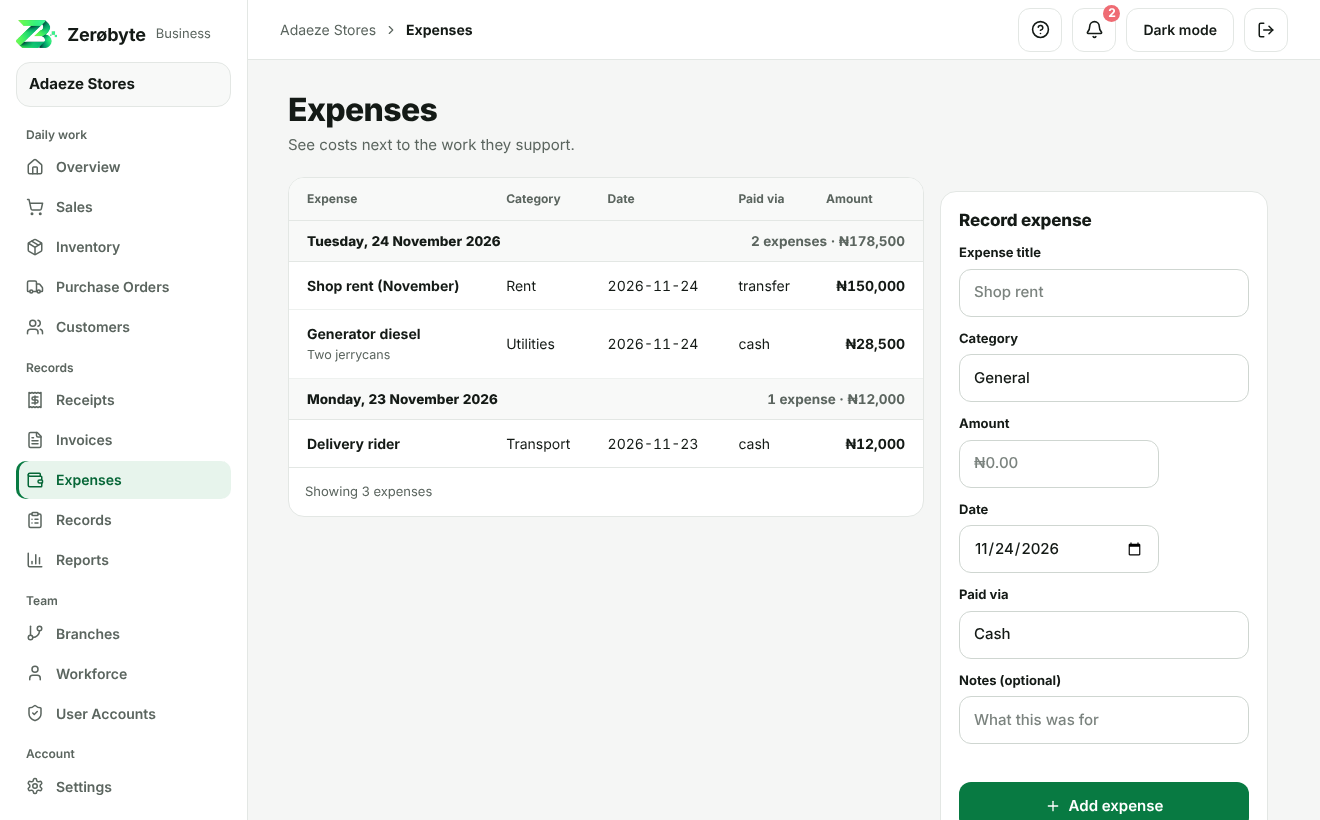 Zerøbyte Business
Adaeze Stores
Daily work
Overview
Sales
Inventory
Purchase Orders
Customers
Records
Receipts
Invoices
Expenses
Records
Reports
Team
Branches
Workforce
User Accounts
Account
Settings
Adaeze Stores > Expenses
2
Dark mode
Expenses
See costs next to the work they support.
Expense Category Date Paid via Amount
Tuesday, 24 November 2026 2 expenses · ₦178,500
Shop rent (November) Rent 2026-11-24 transfer ₦150,000
Generator diesel Utilities 2026-11-24 cash ₦28,500
Two jerrycans
Monday, 23 November 2026 1 expense · ₦12,000
Delivery rider Transport 2026-11-23 cash ₦12,000
Showing 3 expenses
Record expense
Expense title
Shop rent
Category
General
Amount
₦0.00
Date
11/24/2026
Paid via
Cash
Notes (optional)
What this was for
+ Add expense